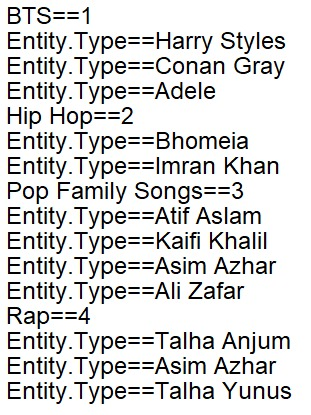 BTS==1
Entity.Type==Harry Styles
Entity.Type==Conan Gray
Entity.Type==Adele
Hip Hop==2
Entity.Type==Bhomeia
Entity.Type==Imran Khan
Pop Family Songs==3
Entity.Type==Atif Aslam
Entity.Type==Kaifi Khalil
Entity.Type==Asim Azhar
Entity.Type==Ali Zafar
Rap==4
Entity.Type==Talha Anjum
Entity.Type==Asim Azhar
Entity.Type==Talha Yunus